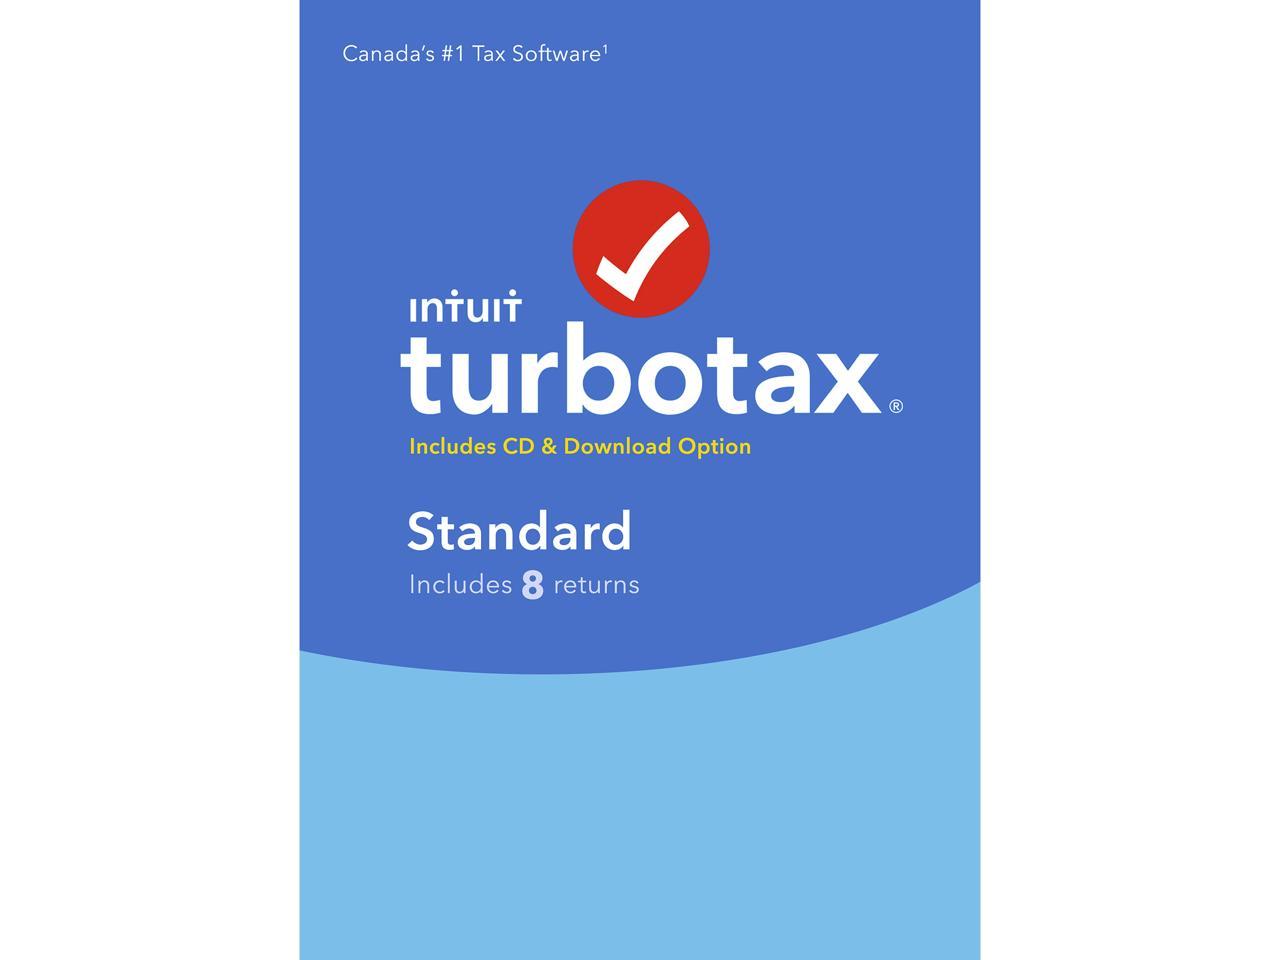 Canada's #1 Tax Software¹
intuit
turbotax®
Includes CD & Download Option
Standard
Includes 8 returns